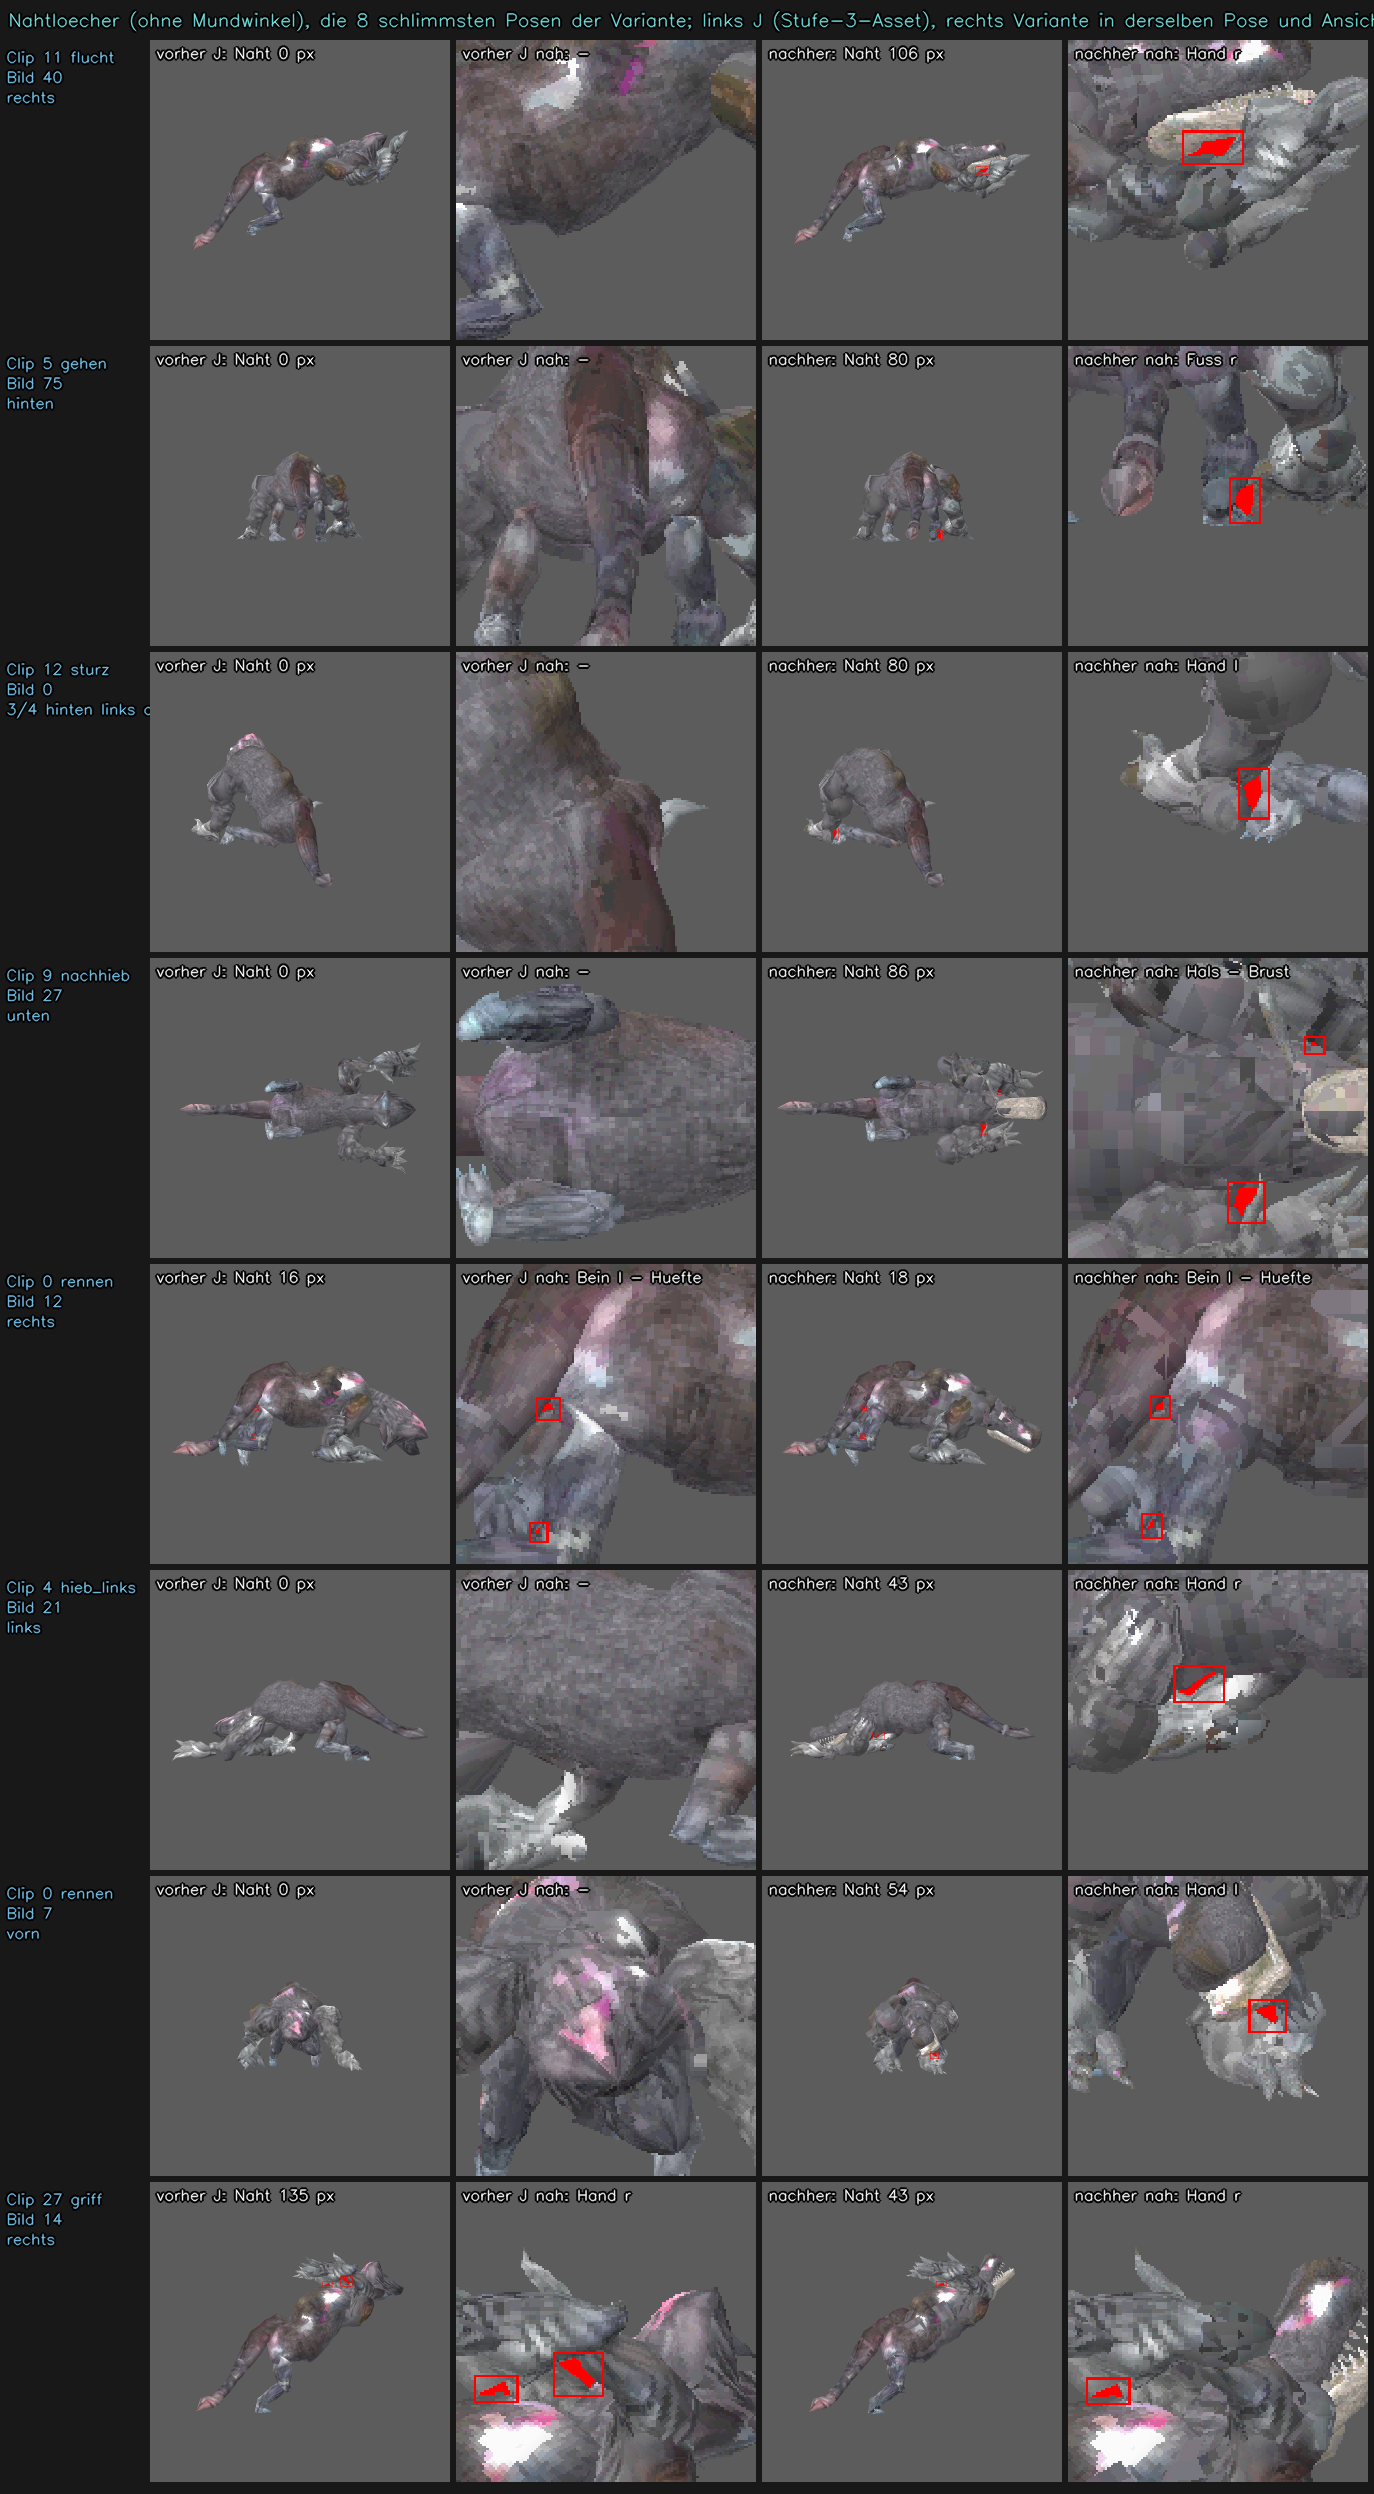 Nahtloecher (ohne Mundwinkel), die 8 schlimmsten Posen der Variante; links J (Stufe-3-Asset), rechts Variante in derselben Pose und Ansich
Clip 11 flucht
Bild 40
rechts
vorher J: Naht 0 px
vorher J nah: -
nachher: Naht 106 px
nachher nah: Hand r
Clip 5 gehen
Bild 75
hinten
vorher J: Naht 0 px
vorher J nah: -
nachher: Naht 80 px
nachher nah: Fuss r
Clip 12 sturz
Bild 0
3/4 hinten links o
vorher J: Naht 0 px
vorher J nah: -
nachher: Naht 80 px
nachher nah: Hand l
Clip 9 nachhieb
Bild 27
unten
vorher J: Naht 0 px
vorher J nah: -
nachher: Naht 86 px
nachher nah: Hals - Brust
Clip 0 rennen
Bild 12
rechts
vorher J: Naht 16 px
vorher J nah: Bein l - Huefte
nachher: Naht 18 px
nachher nah: Bein l - Huefte
Clip 4 hieb_links
Bild 21
links
vorher J: Naht 0 px
vorher J nah: -
nachher: Naht 43 px
nachher nah: Hand r
Clip 0 rennen
Bild 7
vorn
vorher J: Naht 0 px
vorher J nah: -
nachher: Naht 54 px
nachher nah: Hand l
Clip 27 griff
Bild 14
rechts
vorher J: Naht 135 px
vorher J nah: Hand r
nachher: Naht 43 px
nachher nah: Hand r